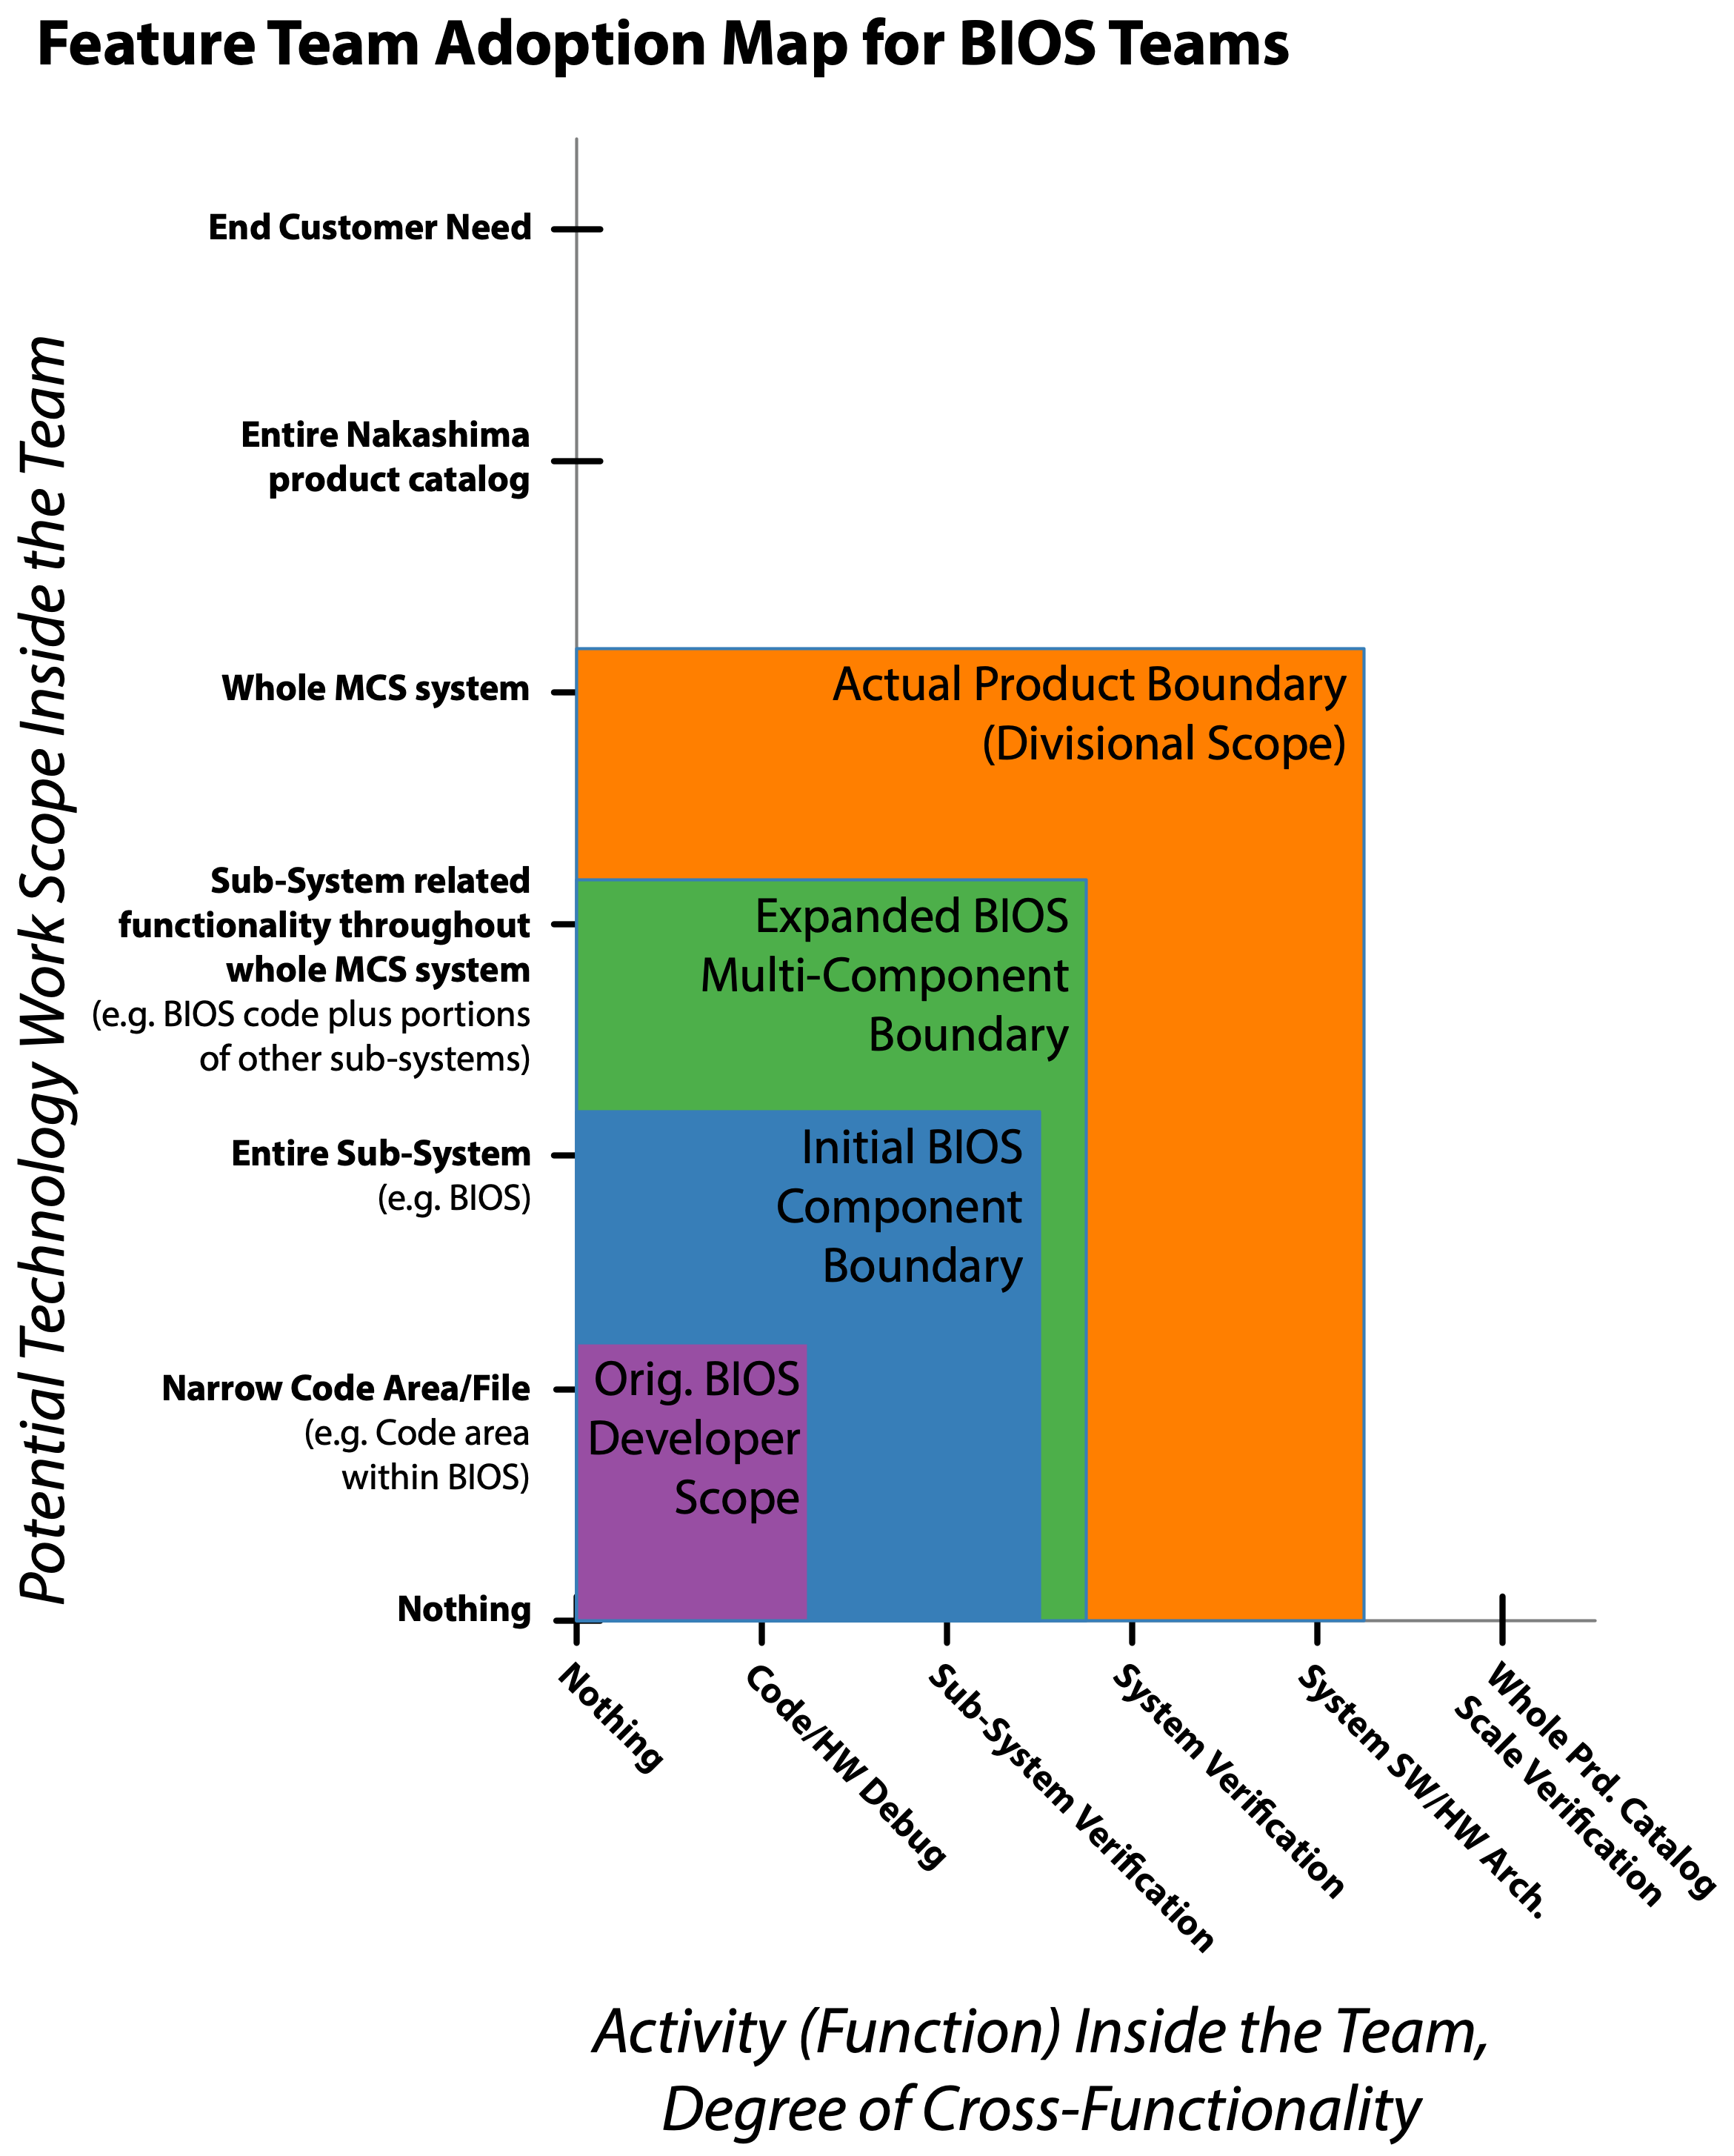 Feature Team Adoption Map for BIOS Teams
Potential Technology Work Scope Inside the Team
End Customer Need
Entire Nakashima
product catalog
Whole MCS system
Sub-System related
functionality throughout
whole MCS system
(e.g. BIOS code plus portions
of other sub-systems)
Entire Sub-System
(e.g. BIOS)
Narrow Code Area/File
(e.g. Code area
within BIOS)
Nothing
Actual Product Boundary
(Divisional Scope)
Expanded BIOS
Multi-Component
Boundary
Initial BIOS
Component
Boundary
Orig. BIOS
Developer
Scope
Nothing
Code/HW Debug
Sub-System Verification
System Verification
System SW/HW Arch.
Whole Prd. Catalog
Scale Verification
Activity (Function) Inside the Team,
Degree of Cross-Functionality